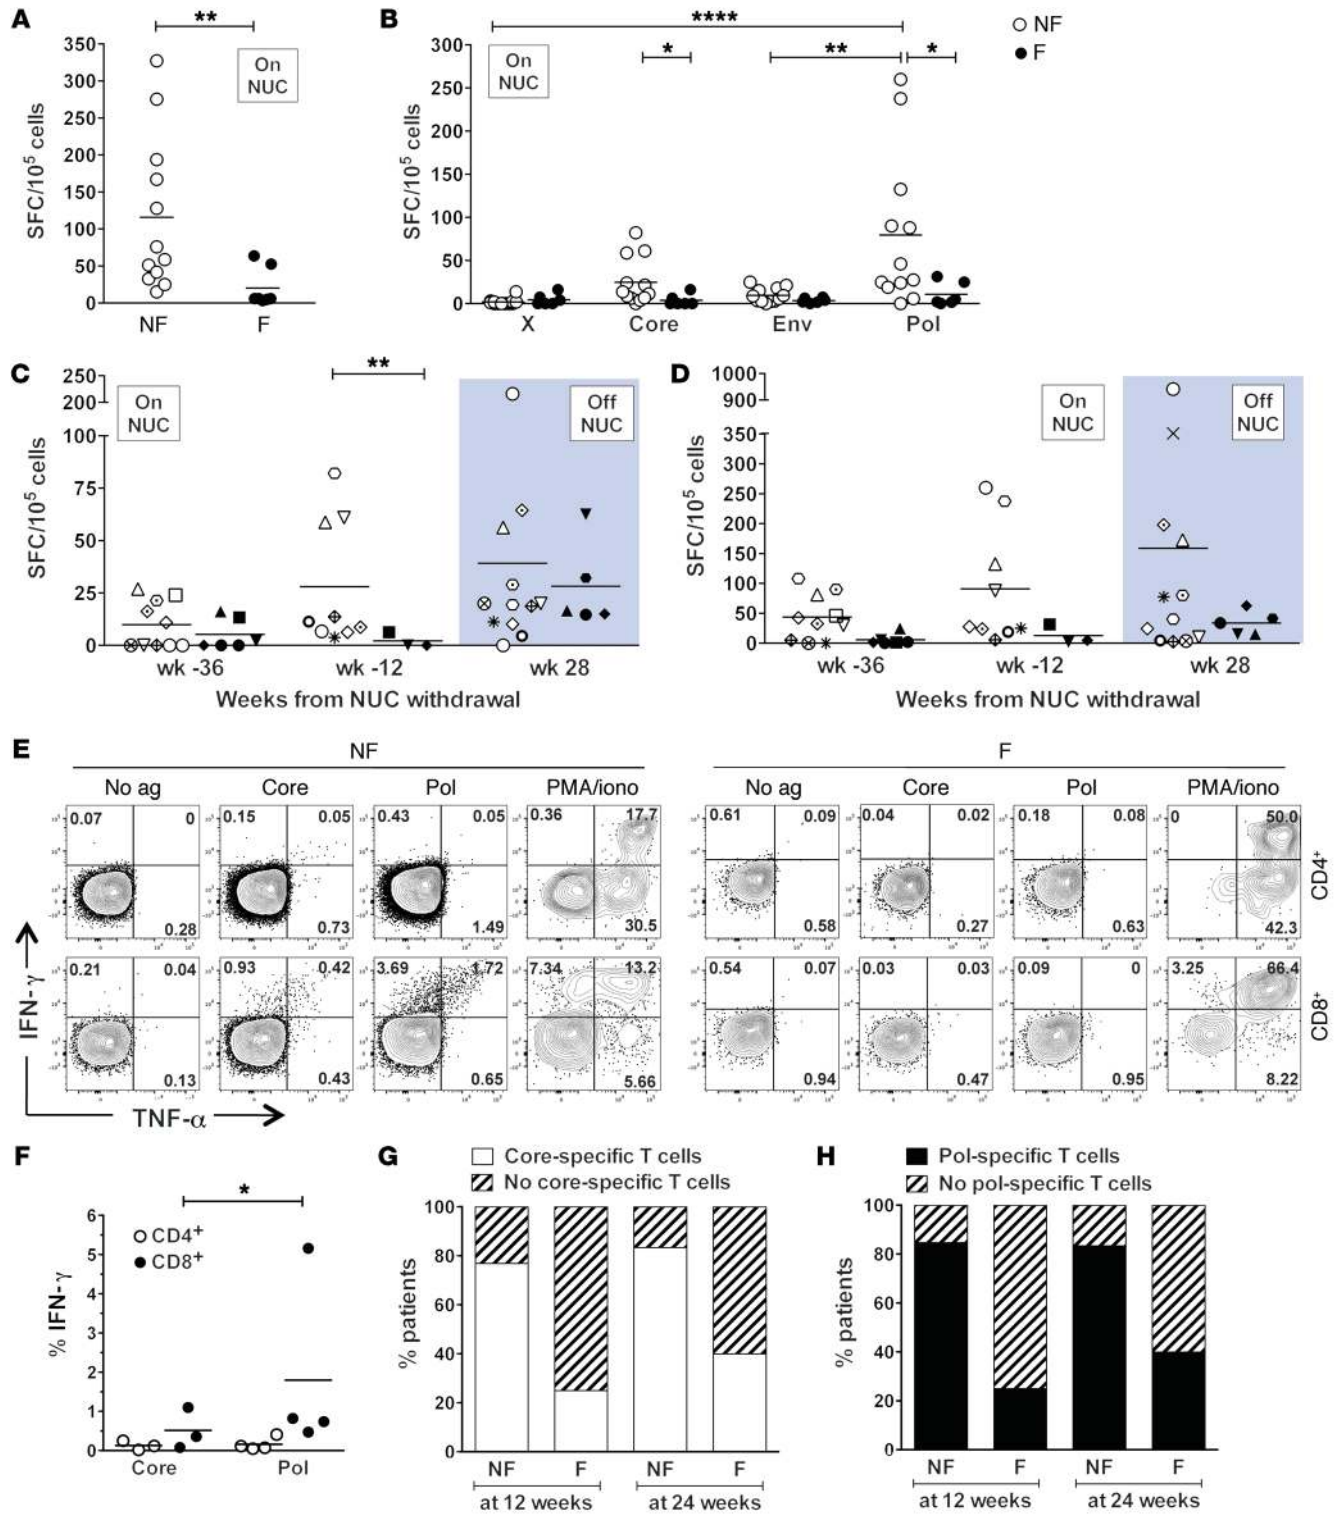 A
**
350
300
250
200
150
100
50
0
SFC/10⁵ cells
On
NUC
NF
F
B
****
*
**
*
NF
F
300
250
200
150
100
50
0
SFC/10⁵ cells
On
NUC
X
Core
Env
Pol
C
**
250
200
100
75
50
25
0
SFC/10⁵ cells
On
NUC
Off
NUC
wk -36
wk -12
wk 28
Weeks from NUC withdrawal
D
1000
900
350
300
250
200
150
100
50
0
SFC/10⁵ cells
On
NUC
Off
NUC
wk -36
wk -12
wk 28
Weeks from NUC withdrawal
E
NF
F
No ag
Core
Pol
PMA/iono
No ag
Core
Pol
PMA/iono
0.07 0 0.28
0.15 0.05 0.73
0.43 0.05 1.49
0.36 17.7 30.5
0.61 0.09 0.58
0.04 0.02 0.27
0.18 0.08 0.63
0 50.0 42.3
CD4⁺
0.21 0.04 0.13
0.93 0.42 0.43
3.69 1.72 0.65
7.34 13.2 5.66
0.54 0.07 0.94
0.03 0.03 0.47
0.09 0 0.95
3.25 66.4 8.22
CD8⁺
IFN-γ
TNF-α
F
*
6
5
4
3
2
1
0
% IFN-γ
CD4⁺
CD8⁺
Core
Pol
G
Core-specific T cells
No core-specific T cells
100
80
60
40
20
0
% patients
NF
F
NF
F
at 12 weeks
at 24 weeks
H
Pol-specific T cells
No pol-specific T cells
100
80
60
40
20
0
% patients
NF
F
NF
F
at 12 weeks
at 24 weeks